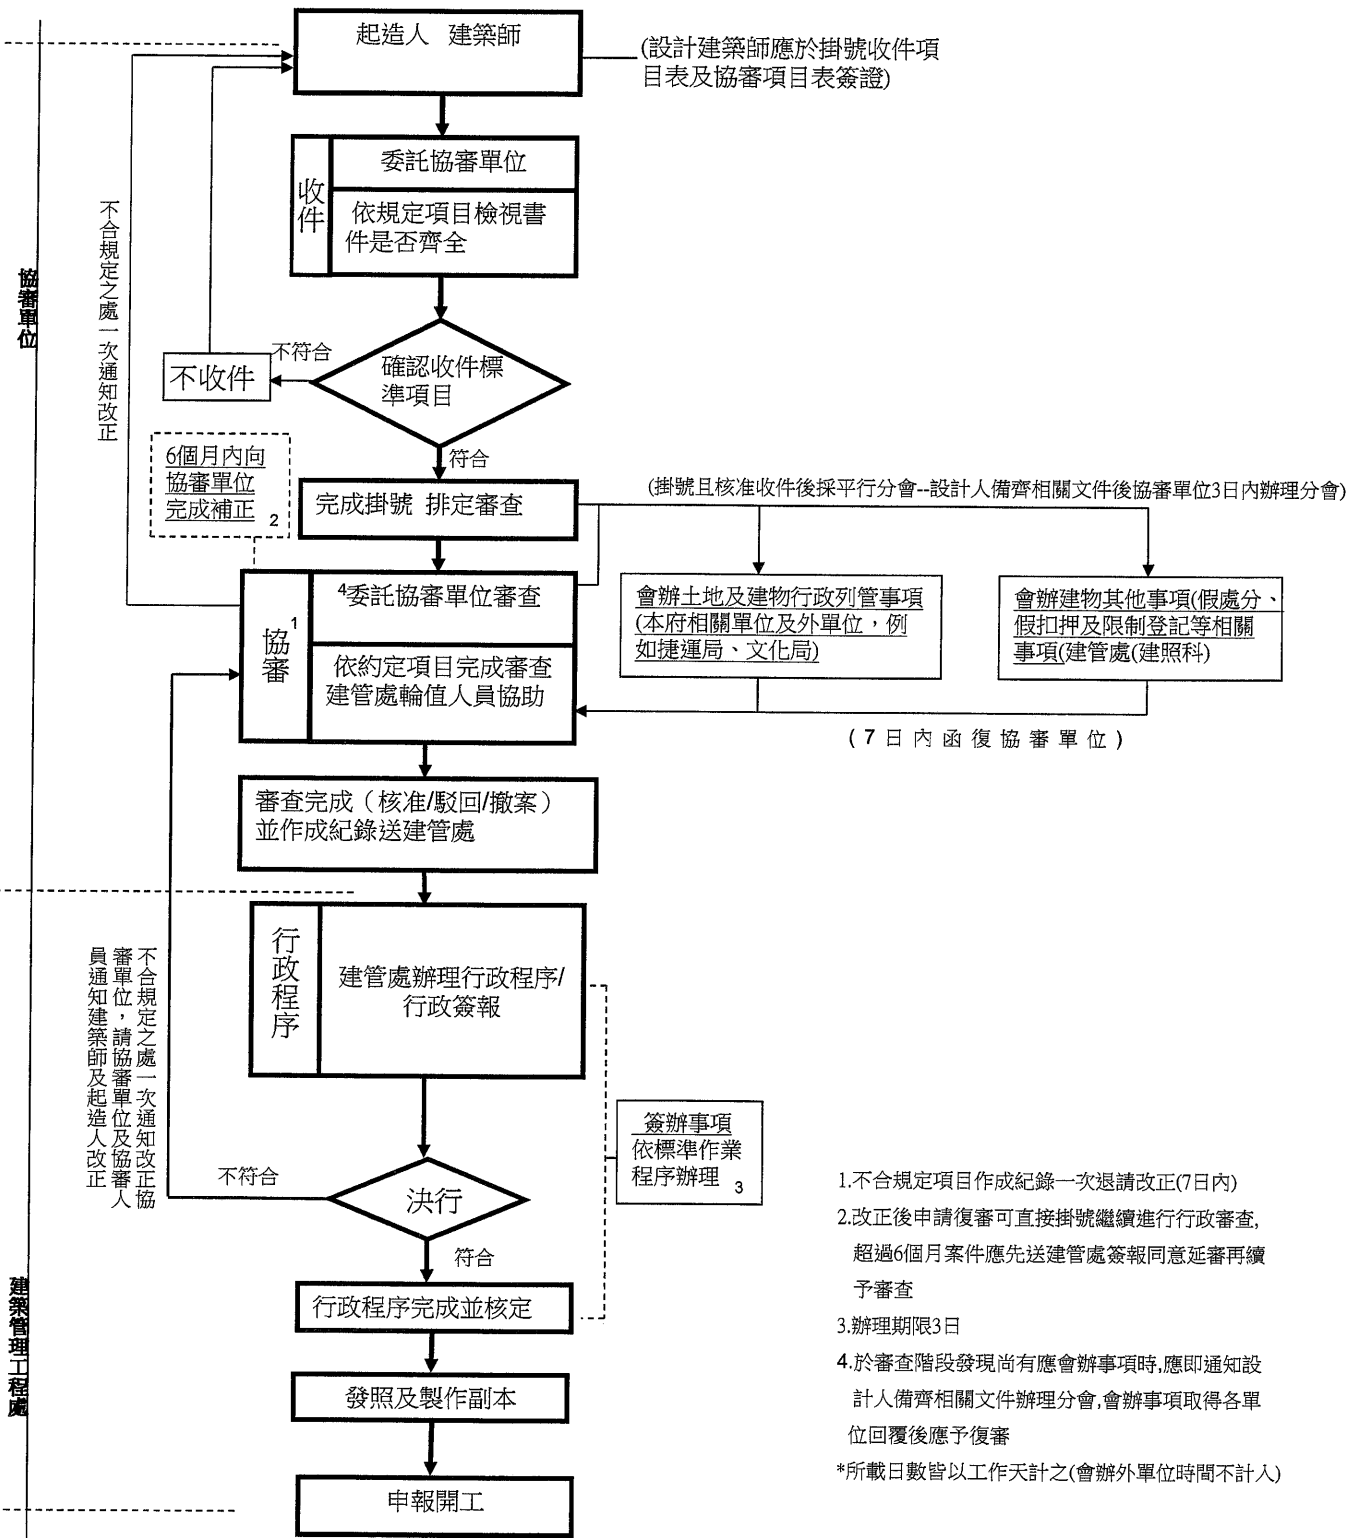 起造人 建築師
(設計建築師應於掛號收件項
目表及協審項目表簽證)
收件
委託協審單位
依規定項目檢視書
件是否齊全
不合規定之處一次通知改正
協審單位
確認收件標
準項目
不符合
不收件
符合
6個月內向
協審單位
完成補正 2
完成掛號 排定審查
(掛號且核准收件後採平行分會--設計人備齊相關文件後協審單位3日內辦理分會)
協審1
4委託協審單位審查
依約定項目完成審查
建管處輪值人員協助
會辦土地及建物行政列管事項
(本府相關單位及外單位，例
如捷運局、文化局)
會辦建物其他事項(假處分、
假扣押及限制登記等相關
事項(建管處(建照科)
(7日內函復協審單位)
審查完成（核准/駁回/撤案）
並作成紀錄送建管處
行政程序
建管處辦理行政程序/
行政簽報
不合規定之處一次通知改正協
審單位，請協審單位及協審人
員通知建築師及起造人改正
簽辦事項
依標準作業
程序辦理 3
不符合
決行
符合
建築管理工程處
行政程序完成並核定
發照及製作副本
申報開工
1.不合規定項目作成紀錄一次退請改正(7日內)
2.改正後申請復審可直接掛號繼續進行行政審查,
超過6個月案件應先送建管處簽報同意延審再續
予審查
3.辦理期限3日
4.於審查階段發現尚有應會辦事項時,應即通知設
計人備齊相關文件辦理分會,會辦事項取得各單
位回覆後應予復審
*所載日數皆以工作天計之(會辦外單位時間不計入)